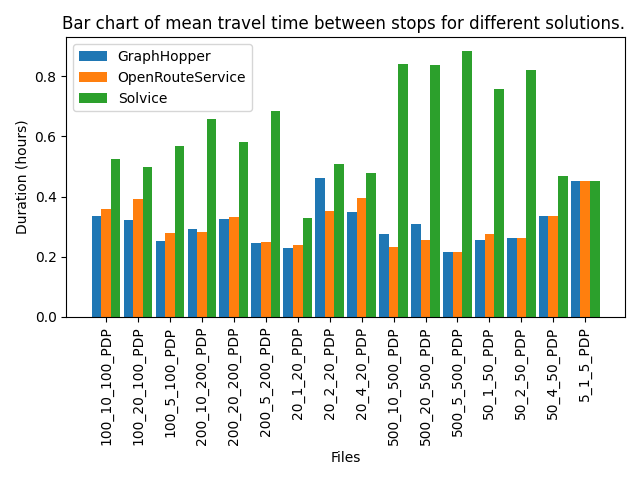 Bar chart of mean travel time between stops for different solutions.
GraphHopper
OpenRouteService
Solvice
Duration (hours)
0.8
0.6
0.4
0.2
0.0
100_10_100_PDP
100_20_100_PDP
100_5_100_PDP
200_10_200_PDP
200_20_200_PDP
200_5_200_PDP
20_1_20_PDP
20_2_20_PDP
20_4_20_PDP
500_10_500_PDP
500_20_500_PDP
500_5_500_PDP
50_1_50_PDP
50_2_50_PDP
50_4_50_PDP
5_1_5_PDP
Files